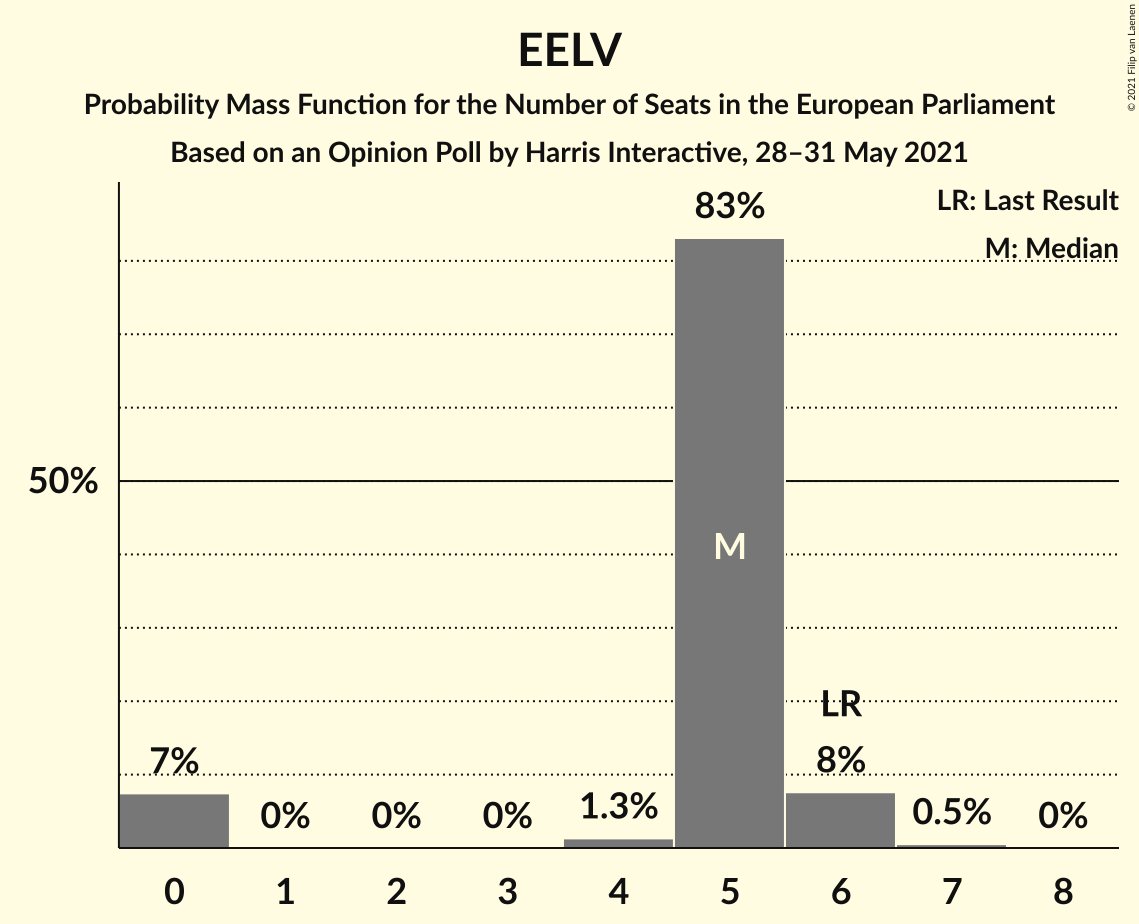 EELV
Probability Mass Function for the Number of Seats in the European Parliament
Based on an Opinion Poll by Harris Interactive, 28–31 May 2021
© 2021 Filip van Laenen
LR: Last Result
M: Median
83%
50%
M
LR
7%
0%
0%
0%
1.3%
8%
0.5%
0%
0 1 2 3 4 5 6 7 8